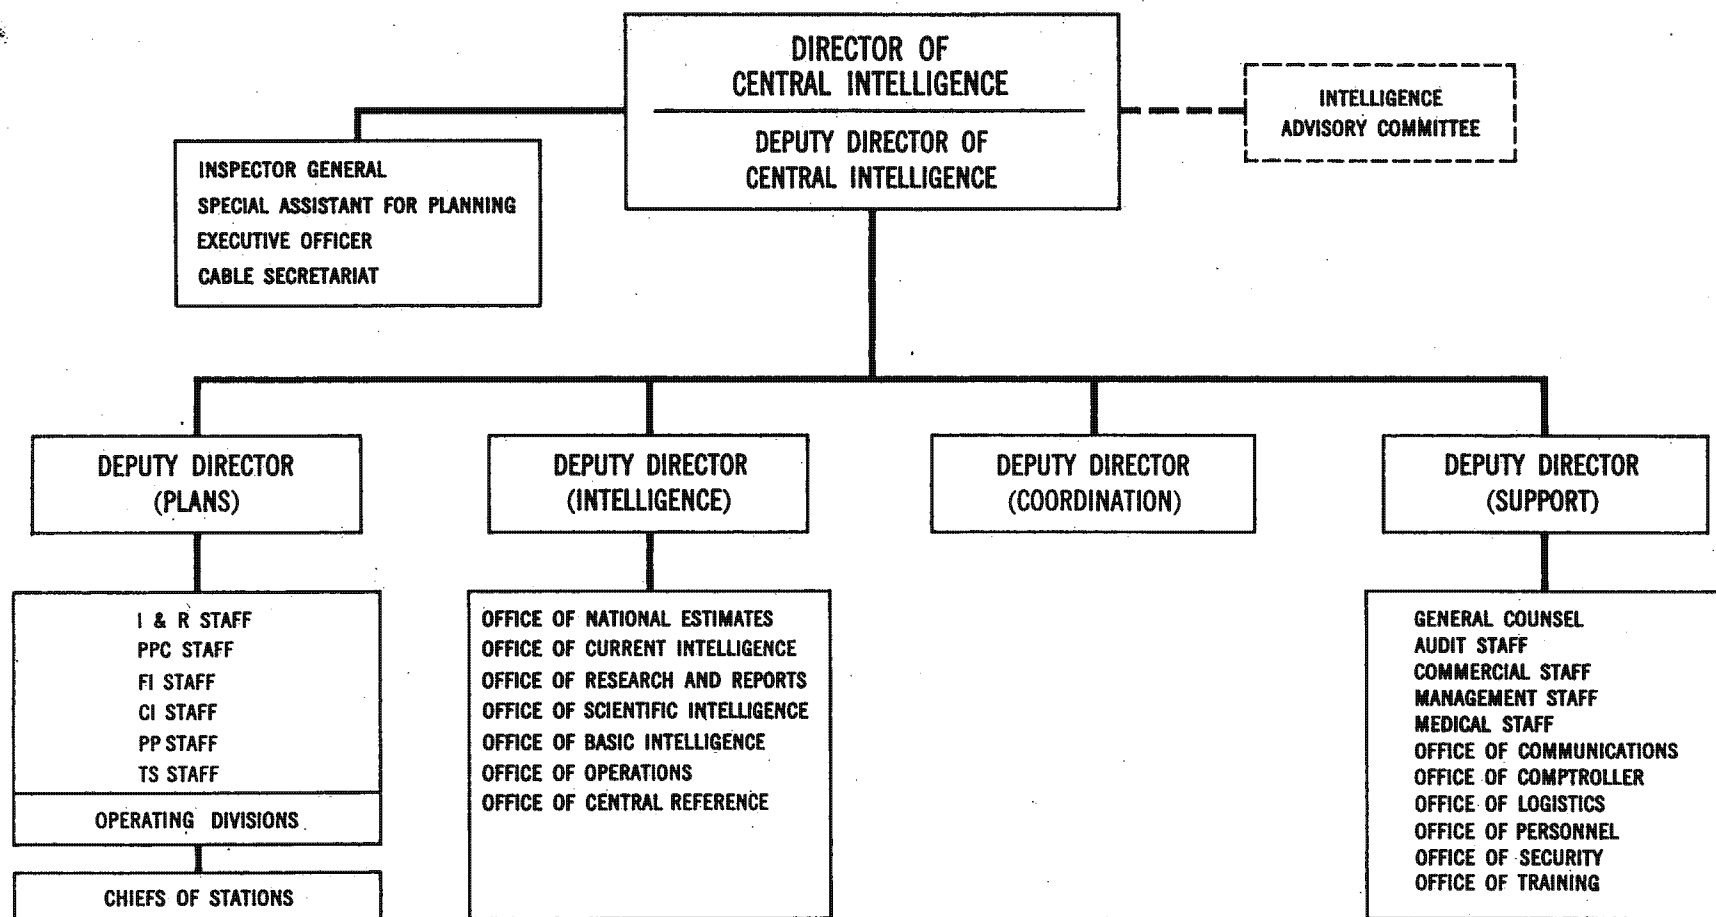 DIRECTOR OF
CENTRAL INTELLIGENCE
DEPUTY DIRECTOR OF
CENTRAL INTELLIGENCE
INTELLIGENCE
ADVISORY COMMITTEE
INSPECTOR GENERAL
SPECIAL ASSISTANT FOR PLANNING
EXECUTIVE OFFICER
CABLE SECRETARIAT
DEPUTY DIRECTOR
(PLANS)
DEPUTY DIRECTOR
(INTELLIGENCE)
DEPUTY DIRECTOR
(COORDINATION)
DEPUTY DIRECTOR
(SUPPORT)
I & R STAFF
PPC STAFF
FI STAFF
CI STAFF
PP STAFF
TS STAFF
OPERATING DIVISIONS
CHIEFS OF STATIONS
OFFICE OF NATIONAL ESTIMATES
OFFICE OF CURRENT INTELLIGENCE
OFFICE OF RESEARCH AND REPORTS
OFFICE OF SCIENTIFIC INTELLIGENCE
OFFICE OF BASIC INTELLIGENCE
OFFICE OF OPERATIONS
OFFICE OF CENTRAL REFERENCE
GENERAL COUNSEL
AUDIT STAFF
COMMERCIAL STAFF
MANAGEMENT STAFF
MEDICAL STAFF
OFFICE OF COMMUNICATIONS
OFFICE OF COMPTROLLER
OFFICE OF LOGISTICS
OFFICE OF PERSONNEL
OFFICE OF SECURITY
OFFICE OF TRAINING